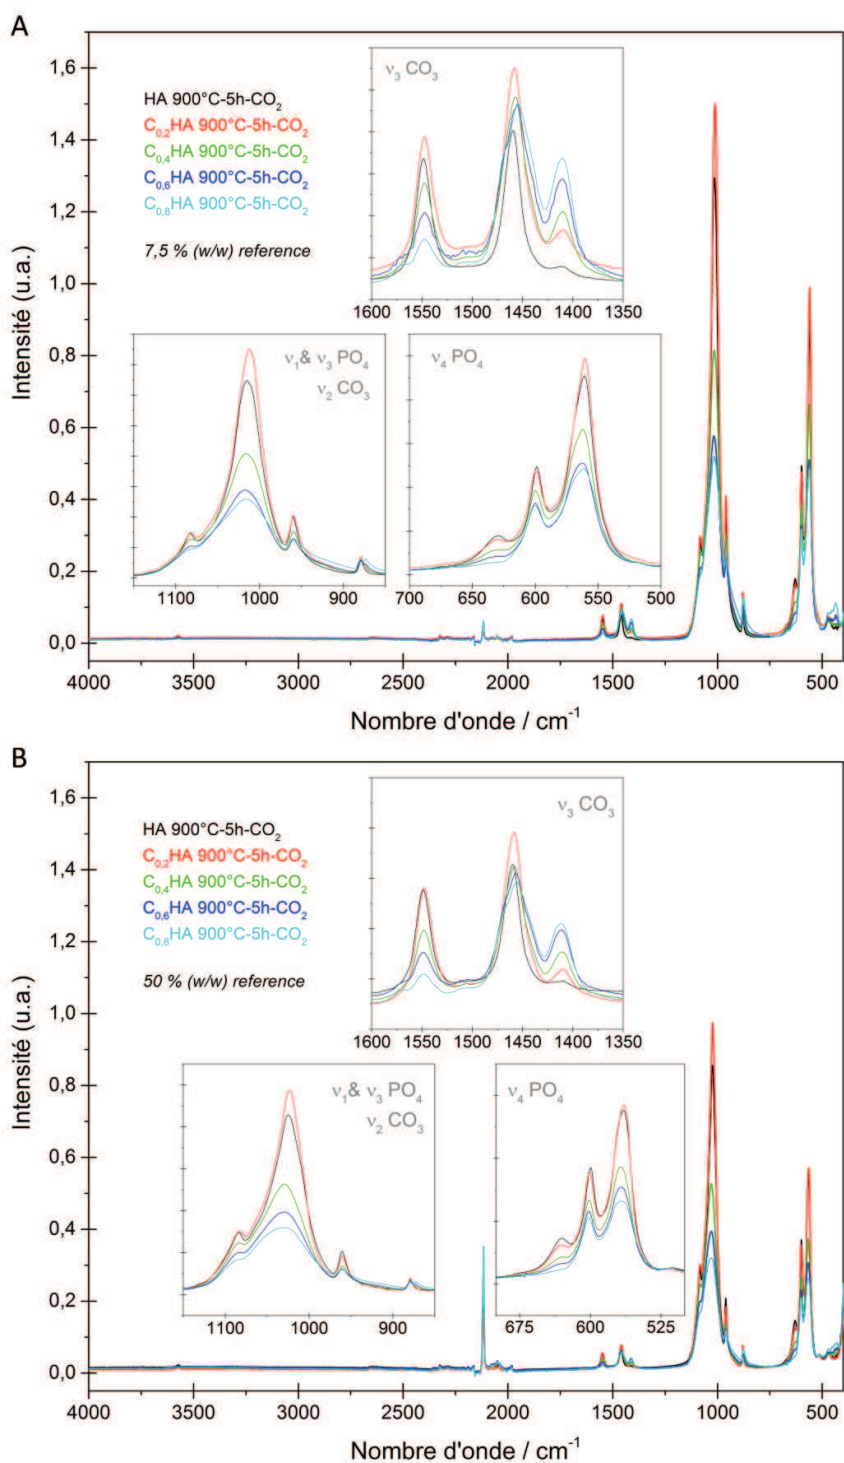 A
1,6
1,4
1,2
1,0
0,8
0,6
0,4
0,2
0,0
Intensité (u.a.)
HA 900°C-5h-CO₂
C₀,₂HA 900°C-5h-CO₂
C₀,₄HA 900°C-5h-CO₂
C₀,₆HA 900°C-5h-CO₂
C₀,₈HA 900°C-5h-CO₂
7,5 % (w/w) reference
ν₃ CO₃
1600 1550 1500 1450 1400 1350
ν₁& ν₃ PO₄
ν₂ CO₃
1100 1000 900
ν₄ PO₄
700 650 600 550 500
4000 3500 3000 2500 2000 1500 1000 500
Nombre d'onde / cm⁻¹
B
1,6
1,4
1,2
1,0
0,8
0,6
0,4
0,2
0,0
Intensité (u.a.)
HA 900°C-5h-CO₂
C₀,₂HA 900°C-5h-CO₂
C₀,₄HA 900°C-5h-CO₂
C₀,₆HA 900°C-5h-CO₂
C₀,₈HA 900°C-5h-CO₂
50 % (w/w) reference
ν₃ CO₃
1600 1550 1500 1450 1400 1350
ν₁& ν₃ PO₄
ν₂ CO₃
1100 1000 900
ν₄ PO₄
675 600 525
4000 3500 3000 2500 2000 1500 1000 500
Nombre d'onde / cm⁻¹